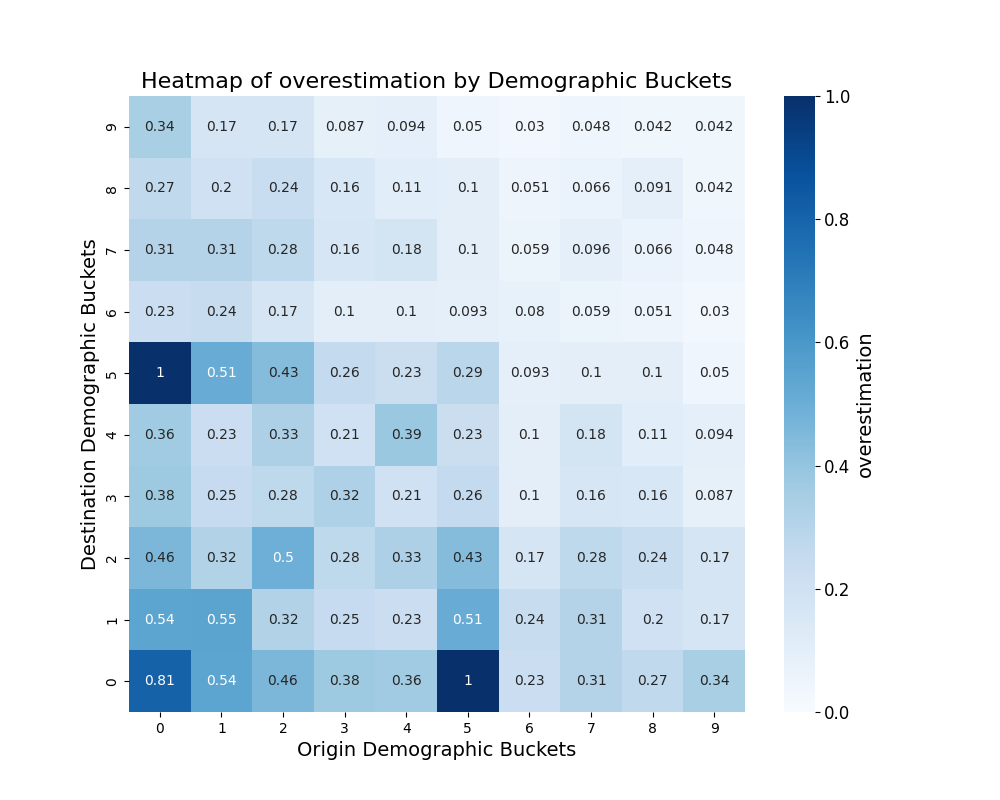 Heatmap of overestimation by Demographic Buckets
9 0.34 0.17 0.17 0.087 0.094 0.05 0.03 0.048 0.042 0.042
8 0.27 0.2 0.24 0.16 0.11 0.1 0.051 0.066 0.091 0.042
7 0.31 0.31 0.28 0.16 0.18 0.1 0.059 0.096 0.066 0.048
6 0.23 0.24 0.17 0.1 0.1 0.093 0.08 0.059 0.051 0.03
5 1 0.51 0.43 0.26 0.23 0.29 0.093 0.1 0.1 0.05
4 0.36 0.23 0.33 0.21 0.39 0.23 0.1 0.18 0.11 0.094
3 0.38 0.25 0.28 0.32 0.21 0.26 0.1 0.16 0.16 0.087
2 0.46 0.32 0.5 0.28 0.33 0.43 0.17 0.28 0.24 0.17
1 0.54 0.55 0.32 0.25 0.23 0.51 0.24 0.31 0.2 0.17
0 0.81 0.54 0.46 0.38 0.36 1 0.23 0.31 0.27 0.34
0 1 2 3 4 5 6 7 8 9
Origin Demographic Buckets
Destination Demographic Buckets
1.0
0.8
0.6
0.4
0.2
0.0
overestimation